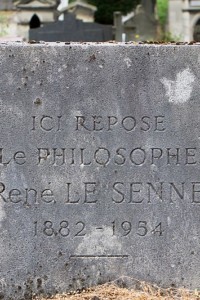 ICI REPOSE
Le PHILOSOPHE
René LE SENNE
1882-1954